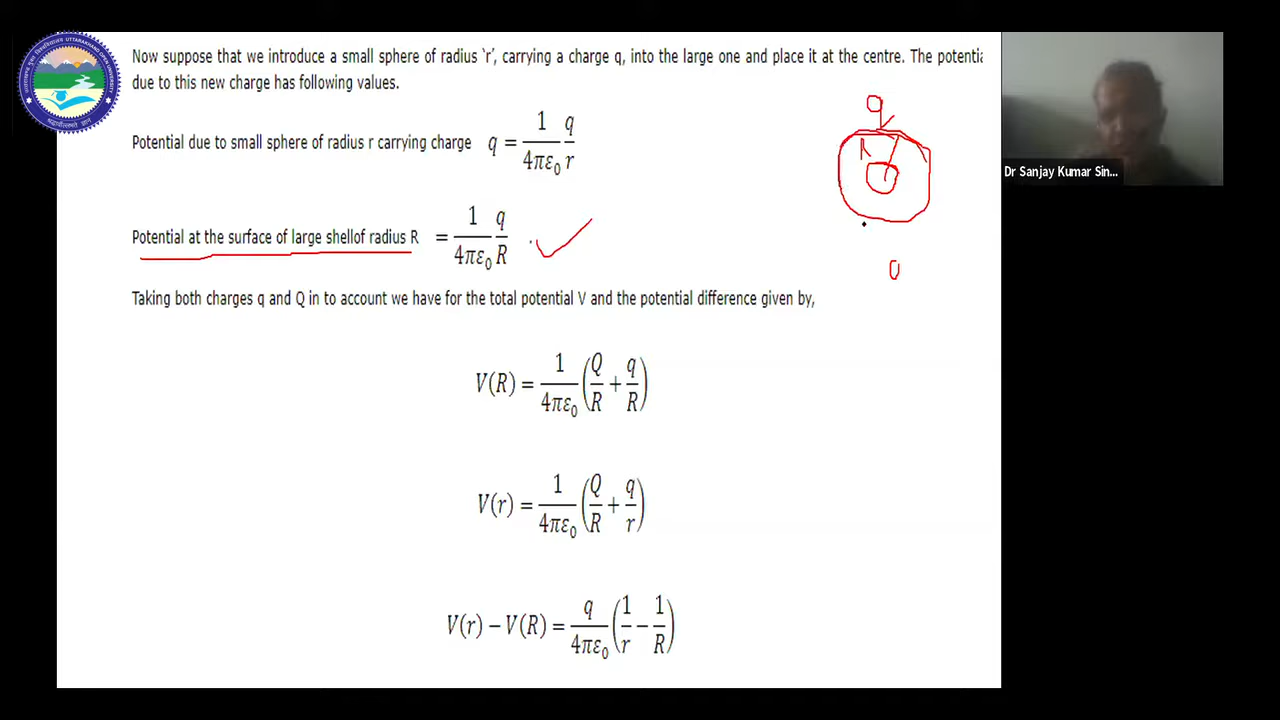 Now suppose that we introduce a small sphere of radius ‘r’, carrying a charge q, into the large one and place it at the centre. The potentia
due to this new charge has following values.
Potential due to small sphere of radius r carrying charge q = 1/4πε₀ q/r
Potential at the surface of large shellof radius R = 1/4πε₀ q/R .
Taking both charges q and Q in to account we have for the total potential V and the potential difference given by,
V(R) = 1/4πε₀ (Q/R + q/R)
V(r) = 1/4πε₀ (Q/R + q/r)
V(r) − V(R) = q/4πε₀ (1/r − 1/R)
R
Dr Sanjay Kumar Sin...